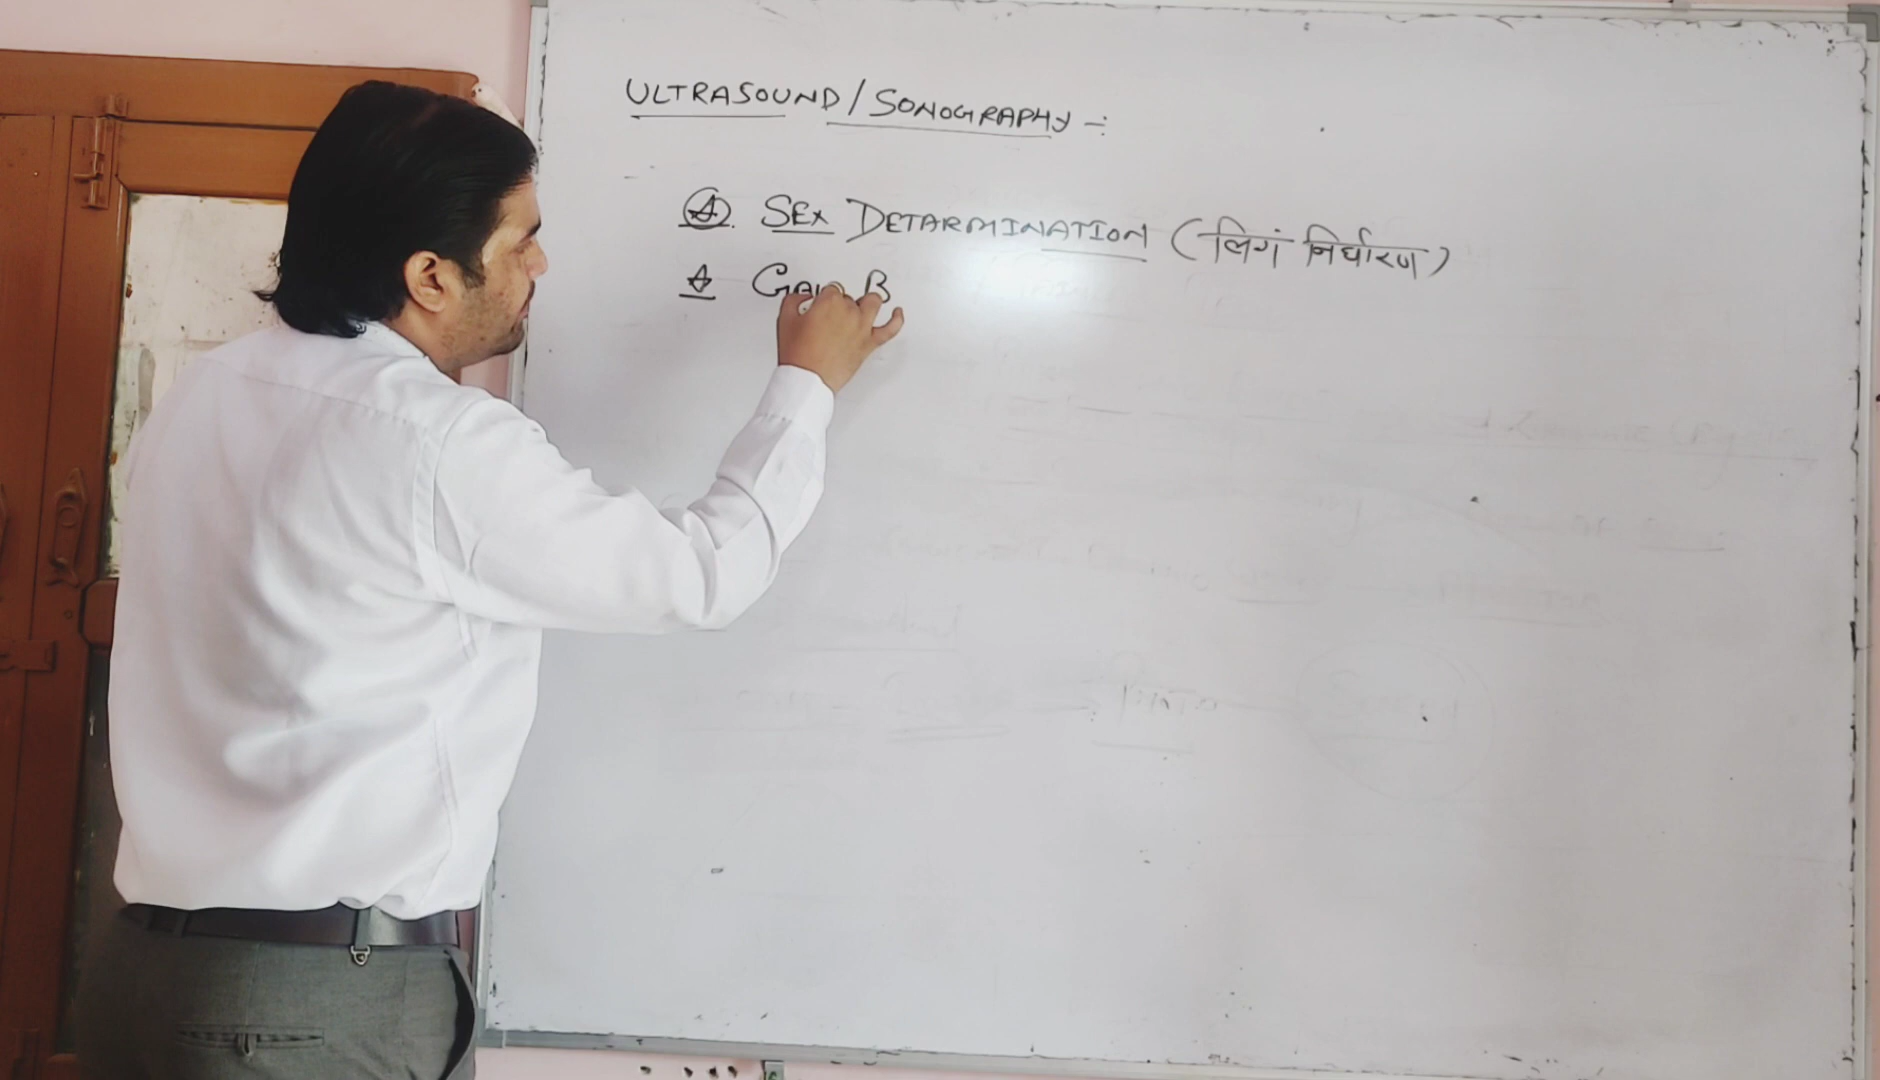 ULTRASOUND / SONOGRAPHY -:
A. SEX DETARMINATION (लिगं निर्धारण)
B